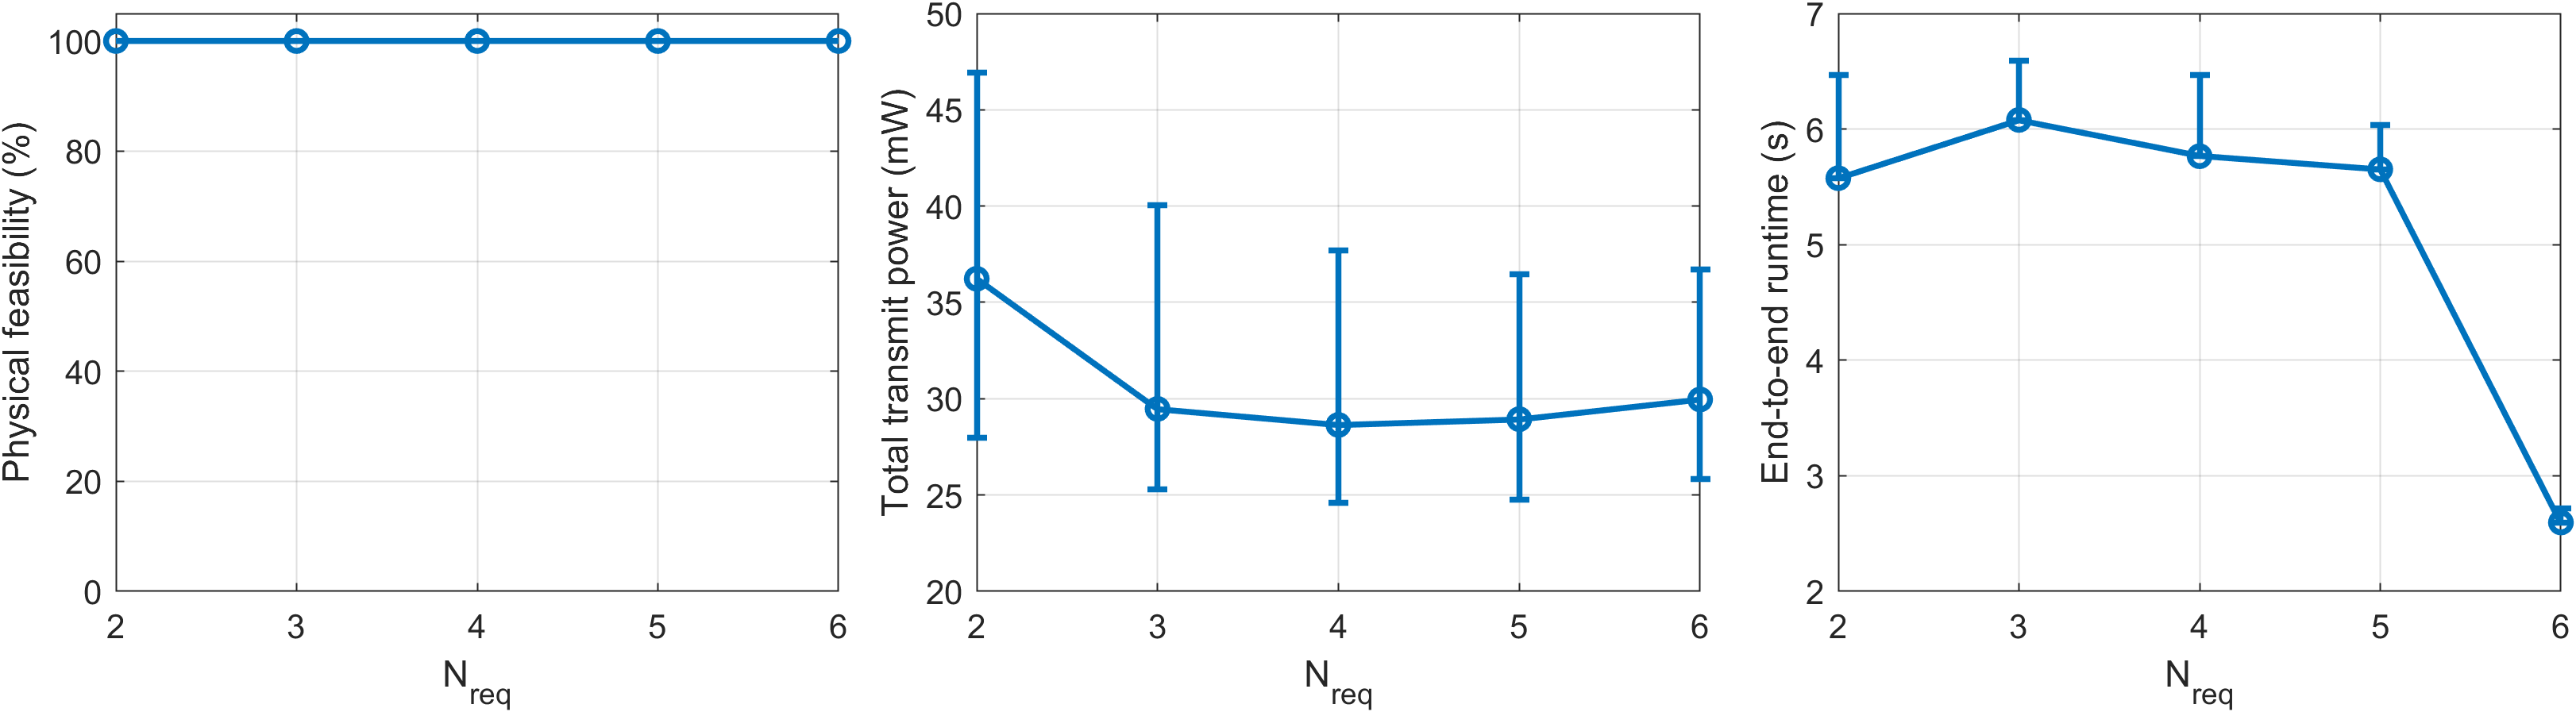 Physical feasibility (%)
100
80
60
40
20
0
2 3 4 5 6
N_req
Total transmit power (mW)
50
45
40
35
30
25
20
2 3 4 5 6
N_req
End-to-end runtime (s)
7
6
5
4
3
2
2 3 4 5 6
N_req